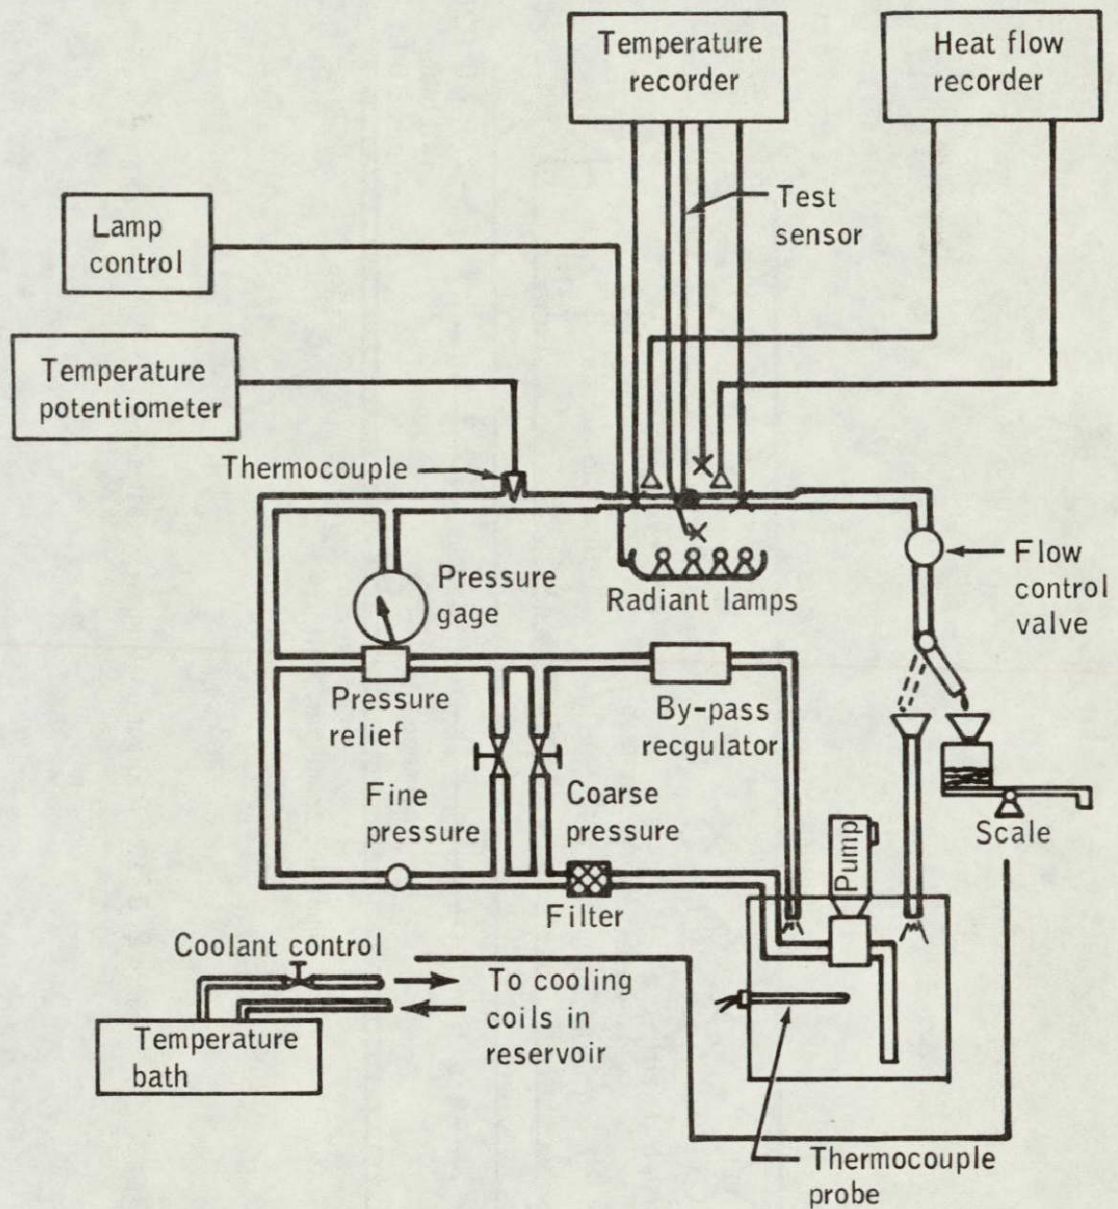 Temperature
recorder
Heat flow
recorder
Test
sensor
Lamp
control
Temperature
potentiometer
Thermocouple
Pressure
gage
Radiant lamps
Flow
control
valve
Pressure
relief
By-pass
recgulator
Fine
pressure
Coarse
pressure
Scale
Pump
Filter
Coolant control
To cooling
coils in
reservoir
Temperature
bath
Thermocouple
probe